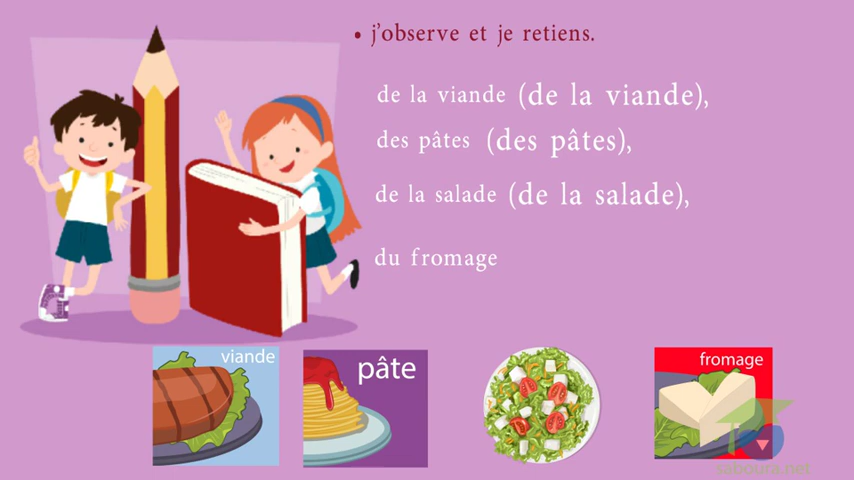 • j'observe et je retiens.
de la viande (de la viande),
des pâtes (des pâtes),
de la salade (de la salade),
du fromage
viande
pâte
fromage
saboura.net